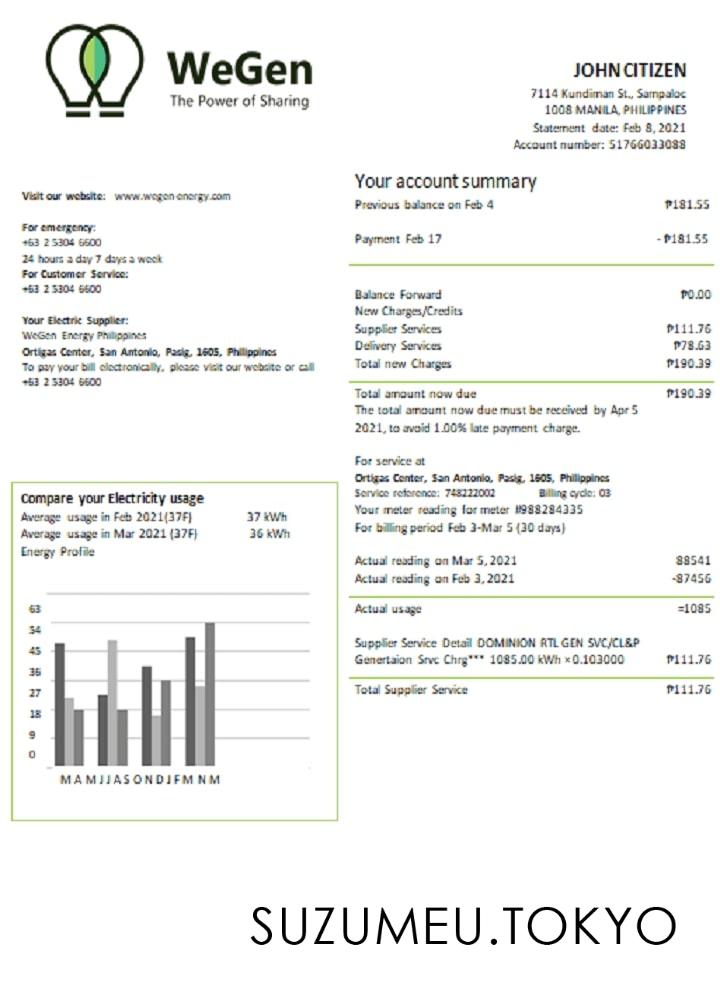 WeGen
The Power of Sharing
JOHN CITIZEN
7114 Kundiman St., Sampaloc
1008 MANILA, PHILIPPINES
Statement date: Feb 8, 2021
Account number: 51766033088
Visit our website: www.wegen-energy.com
For emergency:
+63 2 5304 6600
24 hours a day 7 days a week
For Customer Service:
+63 2 5304 6600
Your Electric Supplier:
WeGen Energy Philippines
Ortigas Center, San Antonio, Pasig, 1605, Philippines
To pay your bill electronically, please visit our website or call
+63 2 5304 6600
Your account summary
Previous balance on Feb 4 ₱181.55
Payment Feb 17 - ₱181.55
Balance Forward ₱0.00
New Charges/Credits
Supplier Services ₱111.76
Delivery Services ₱78.63
Total new Charges ₱190.39
Total amount now due ₱190.39
The total amount now due must be received by Apr 5
2021, to avoid 1.00% late payment charge.
For service at
Ortigas Center, San Antonio, Pasig, 1605, Philippines
Service reference: 748222002 Billing cycle: 03
Your meter reading for meter #988284335
For billing period Feb 3-Mar 5 (30 days)
Actual reading on Mar 5, 2021 88541
Actual reading on Feb 3, 2021 -87456
Actual usage =1085
Supplier Service Detail DOMINION RTL GEN SVC/CL&P
Genertaion Srvc Chrg*** 1085.00 kWh x 0.103000 ₱111.76
Total Supplier Service ₱111.76
Compare your Electricity usage
Average usage in Feb 2021(37F) 37 kWh
Average usage in Mar 2021 (37F) 36 kWh
Energy Profile
63
54
45
36
27
18
9
0
M A M J J A S O N D J F M N M
SUZUMEU.TOKYO